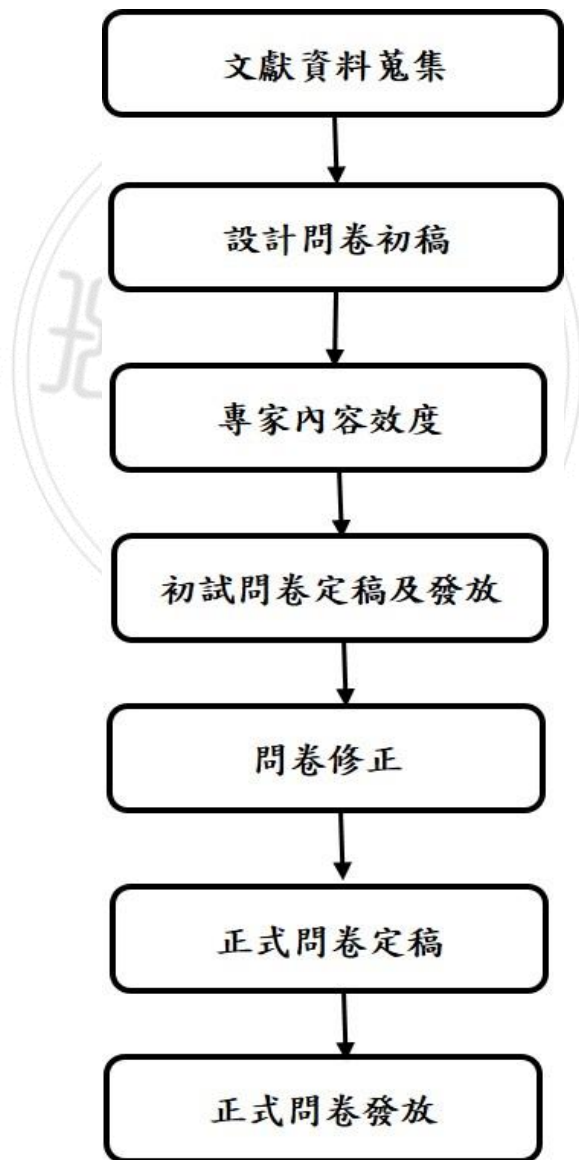 文獻資料蒐集
設計問卷初稿
專家內容效度
初試問卷定稿及發放
問卷修正
正式問卷定稿
正式問卷發放